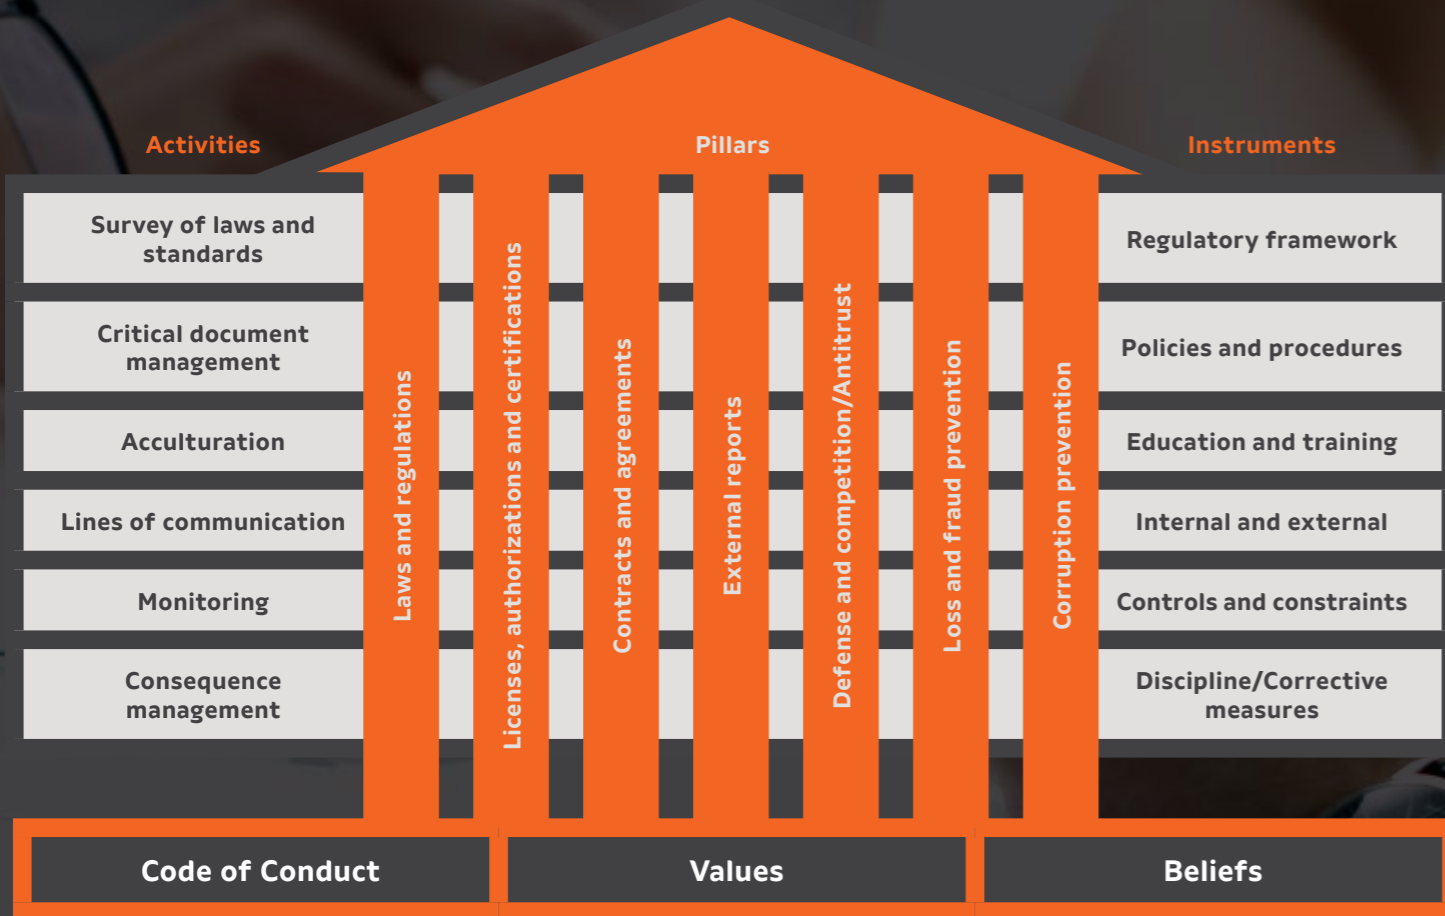 Activities
Pillars
Instruments
Survey of laws and
standards
Regulatory framework
Critical document
management
Policies and procedures
Acculturation
Education and training
Lines of communication
Internal and external
Monitoring
Controls and constraints
Consequence
management
Discipline/Corrective
measures
Laws and regulations
Licenses, authorizations and certifications
Contracts and agreements
External reports
Defense and competition/Antitrust
Loss and fraud prevention
Corruption prevention
Code of Conduct
Values
Beliefs